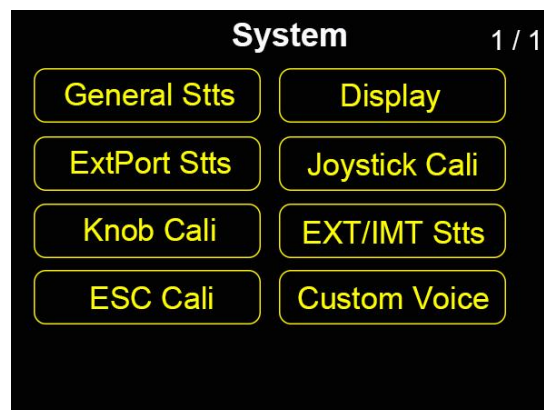 System
1 / 1
General Stts
Display
ExtPort Stts
Joystick Cali
Knob Cali
EXT/IMT Stts
ESC Cali
Custom Voice